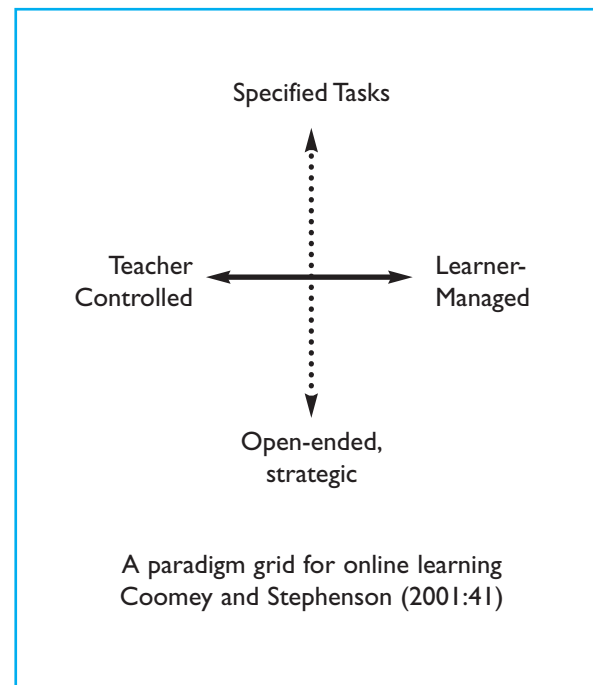 Specified Tasks
Teacher
Controlled
Learner-
Managed
Open-ended,
strategic
A paradigm grid for online learning
Coomey and Stephenson (2001:41)